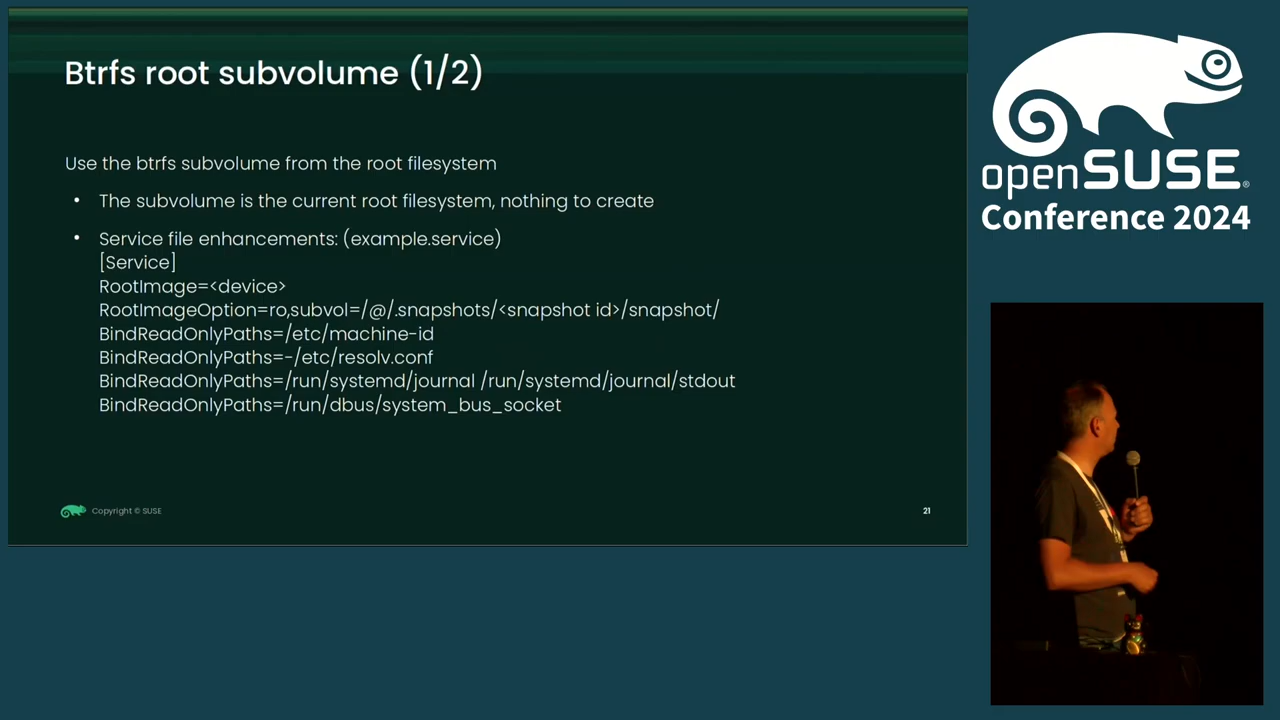 Btrfs root subvolume (1/2)
Use the btrfs subvolume from the root filesystem
• The subvolume is the current root filesystem, nothing to create
• Service file enhancements: (example.service)
[Service]
RootImage=<device>
RootImageOption=ro,subvol=/@/.snapshots/<snapshot id>/snapshot/
BindReadOnlyPaths=/etc/machine-id
BindReadOnlyPaths=-/etc/resolv.conf
BindReadOnlyPaths=/run/systemd/journal /run/systemd/journal/stdout
BindReadOnlyPaths=/run/dbus/system_bus_socket
Copyright © SUSE
21
openSUSE®
Conference 2024